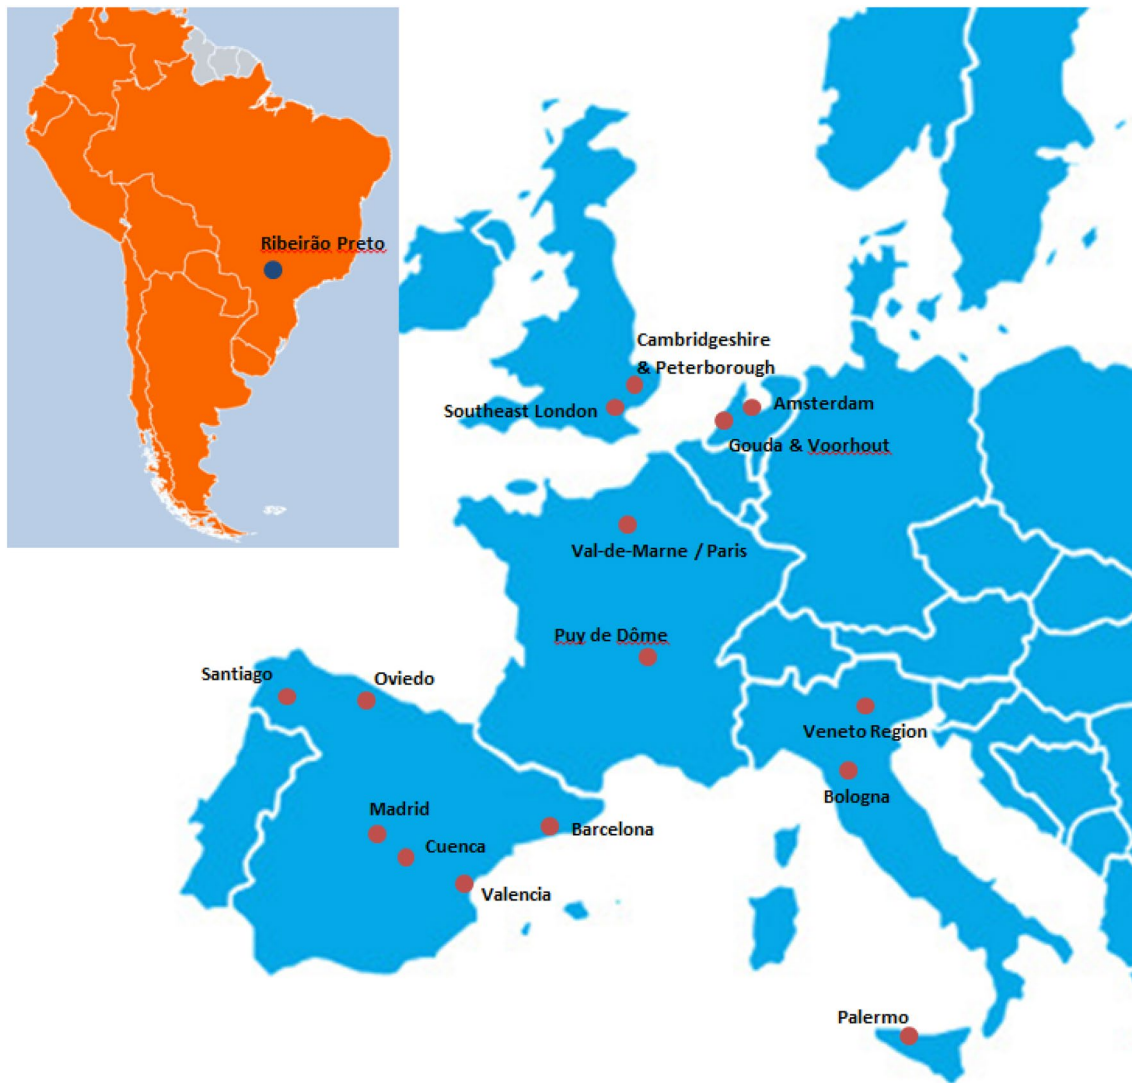 Ribeirão Preto
Cambridgeshire
& Peterborough
Southeast London
Amsterdam
Gouda & Voorhout
Val-de-Marne / Paris
Puy de Dôme
Santiago
Oviedo
Veneto Region
Bologna
Madrid
Barcelona
Cuenca
Valencia
Palermo